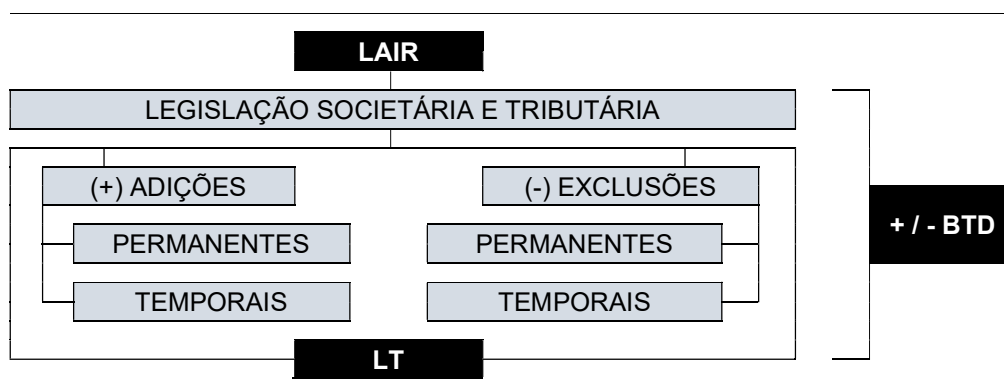 LAIR
LEGISLAÇÃO SOCIETÁRIA E TRIBUTÁRIA
(+) ADIÇÕES
(-) EXCLUSÕES
+ / - BTD
PERMANENTES
PERMANENTES
TEMPORAIS
TEMPORAIS
LT